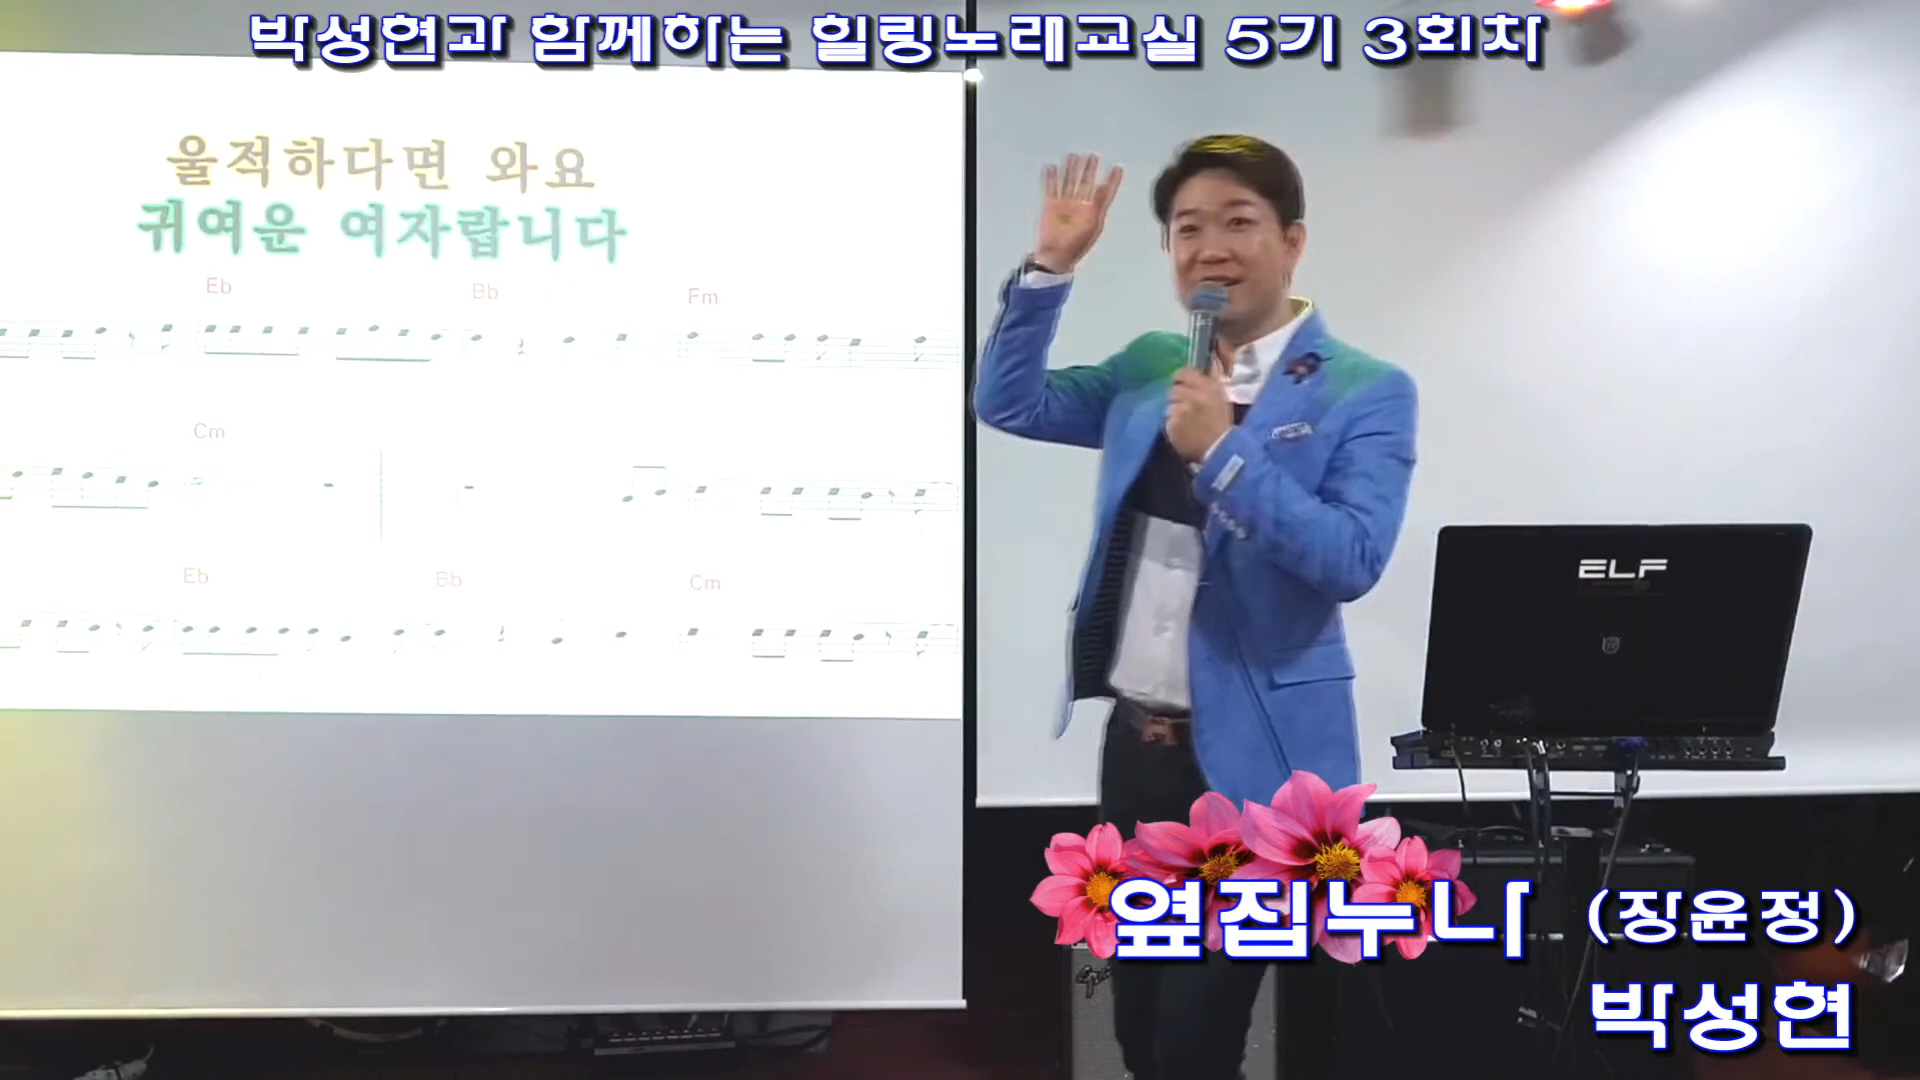 박성현과 함께하는 힐링노래교실 5기 3회차
울적하다면 와요
귀여운 여자랍니다
Eb Bb Fm
Cm
Eb Bb Cm
ELF
옆집누나 (장윤정)
박성현